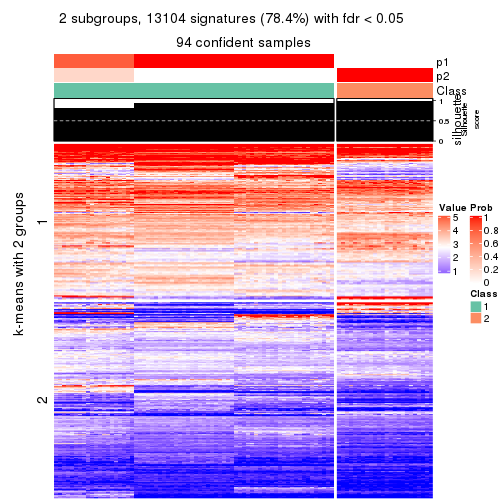 2 subgroups, 13104 signatures (78.4%) with fdr < 0.05
94 confident samples
p1
p2
Class
silhouette
Silhouette
score
1
0.5
0
k-means with 2 groups
1
2
Value
5
4
3
2
1
Prob
1
0.8
0.6
0.4
0.2
0
Class
1
2